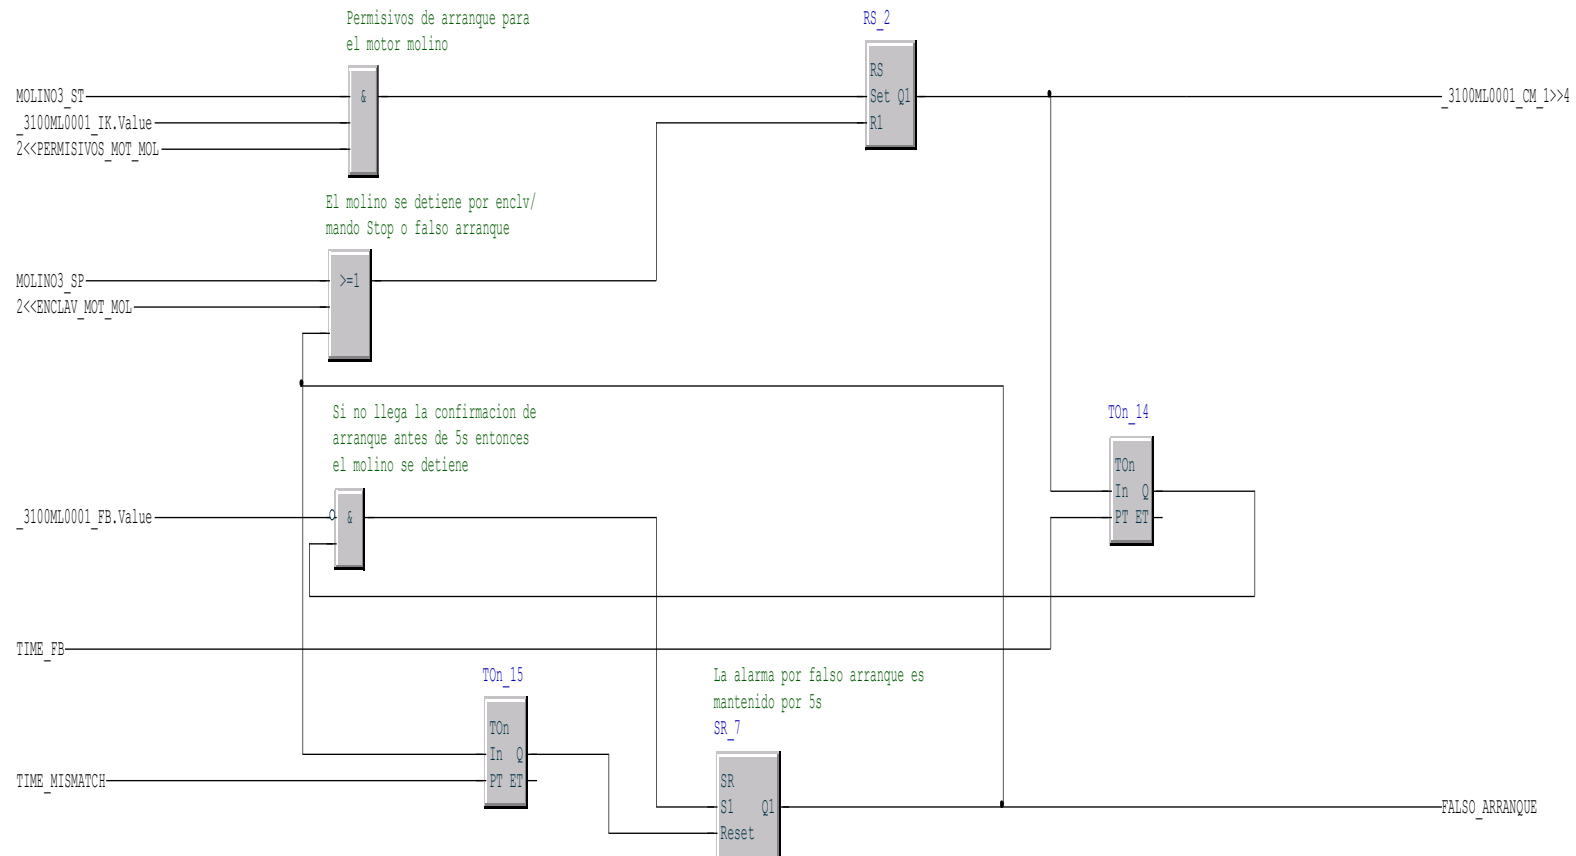 Permisivos de arranque para
el motor molino
RS_2
MOLINO3_ST
&
RS
Set Q1
R1
_3100ML0001_CM_1>>4
_3100ML0001_IK.Value
2<<PERMISIVOS_MOT_MOL
El molino se detiene por enclv/
mando Stop o falso arranque
MOLINO3_SP
>=1
2<<ENCLAV_MOT_MOL
Si no llega la confirmacion de
arranque antes de 5s entonces
el molino se detiene
TOn_14
TOn
In Q
PT ET
_3100ML0001_FB.Value
&
TIME_FB
TOn_15
TOn
In Q
PT ET
TIME_MISMATCH
La alarma por falso arranque es
mantenido por 5s
SR_7
SR
S1 Q1
Reset
FALSO_ARRANQUE